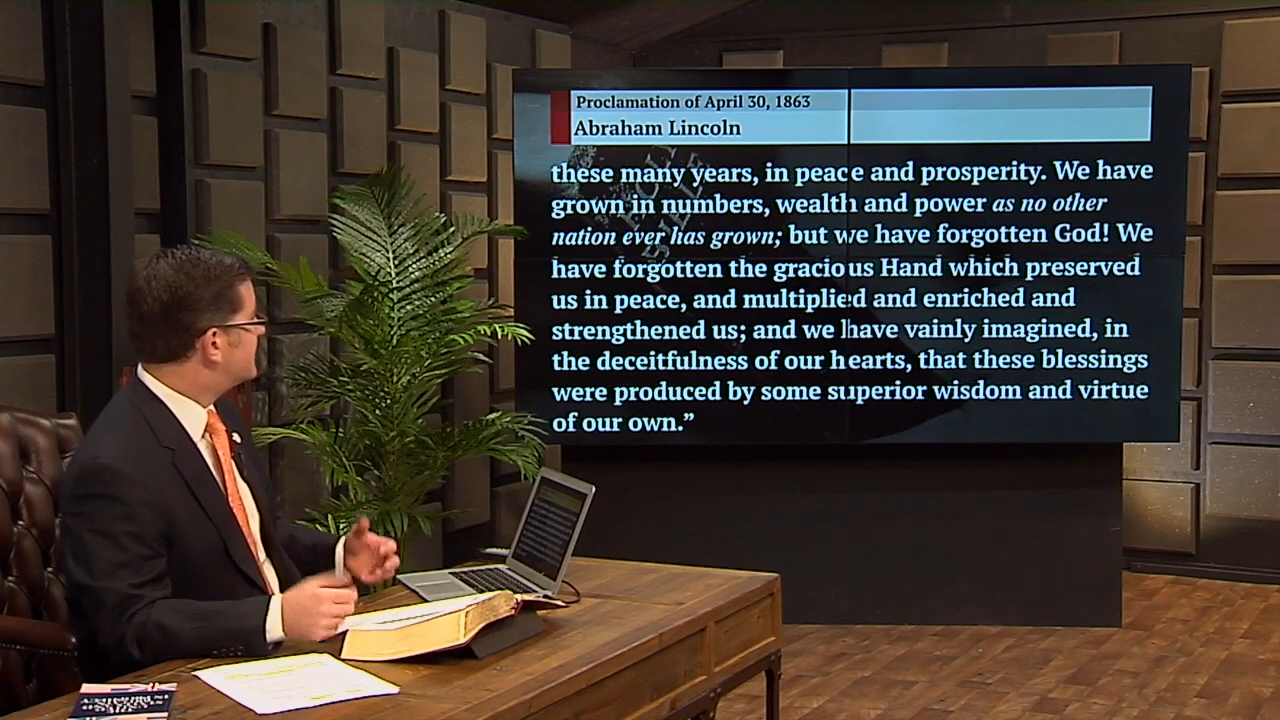 Proclamation of April 30, 1863
Abraham Lincoln
these many years, in peace and prosperity. We have
grown in numbers, wealth and power as no other
nation ever has grown; but we have forgotten God! We
have forgotten the gracious Hand which preserved
us in peace, and multiplied and enriched and
strengthened us; and we have vainly imagined, in
the deceitfulness of our hearts, that these blessings
were produced by some superior wisdom and virtue
of our own.”